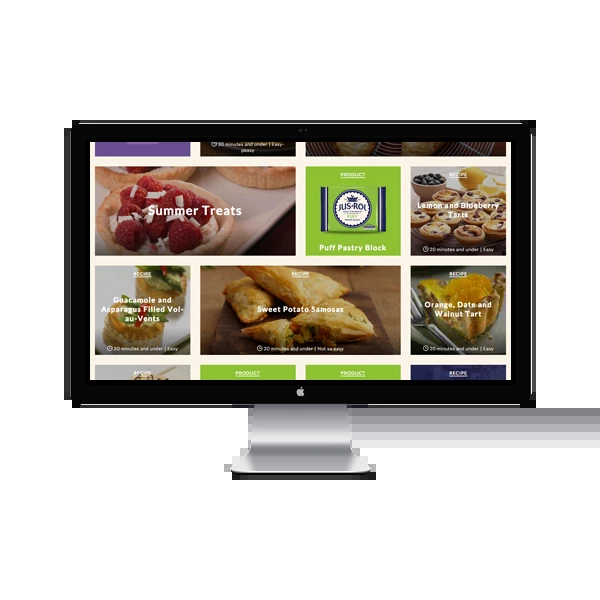 20 minutes and under | Easy-
peasy
Summer Treats
PRODUCT
JUS-ROL
PUFF
Puff Pastry Block
RECIPE
Lemon and Blueberry
Tarts
20 minutes and under | Easy
RECIPE
Guacamole and
Asparagus Filled Vol-
au-Vents
20 minutes and under | Easy
RECIPE
Sweet Potato Samosas
20 minutes and under | Not so easy
RECIPE
Orange, Date and
Walnut Tart
20 minutes and under | Easy
RECIPE
PRODUCT
PRODUCT
RECIPE